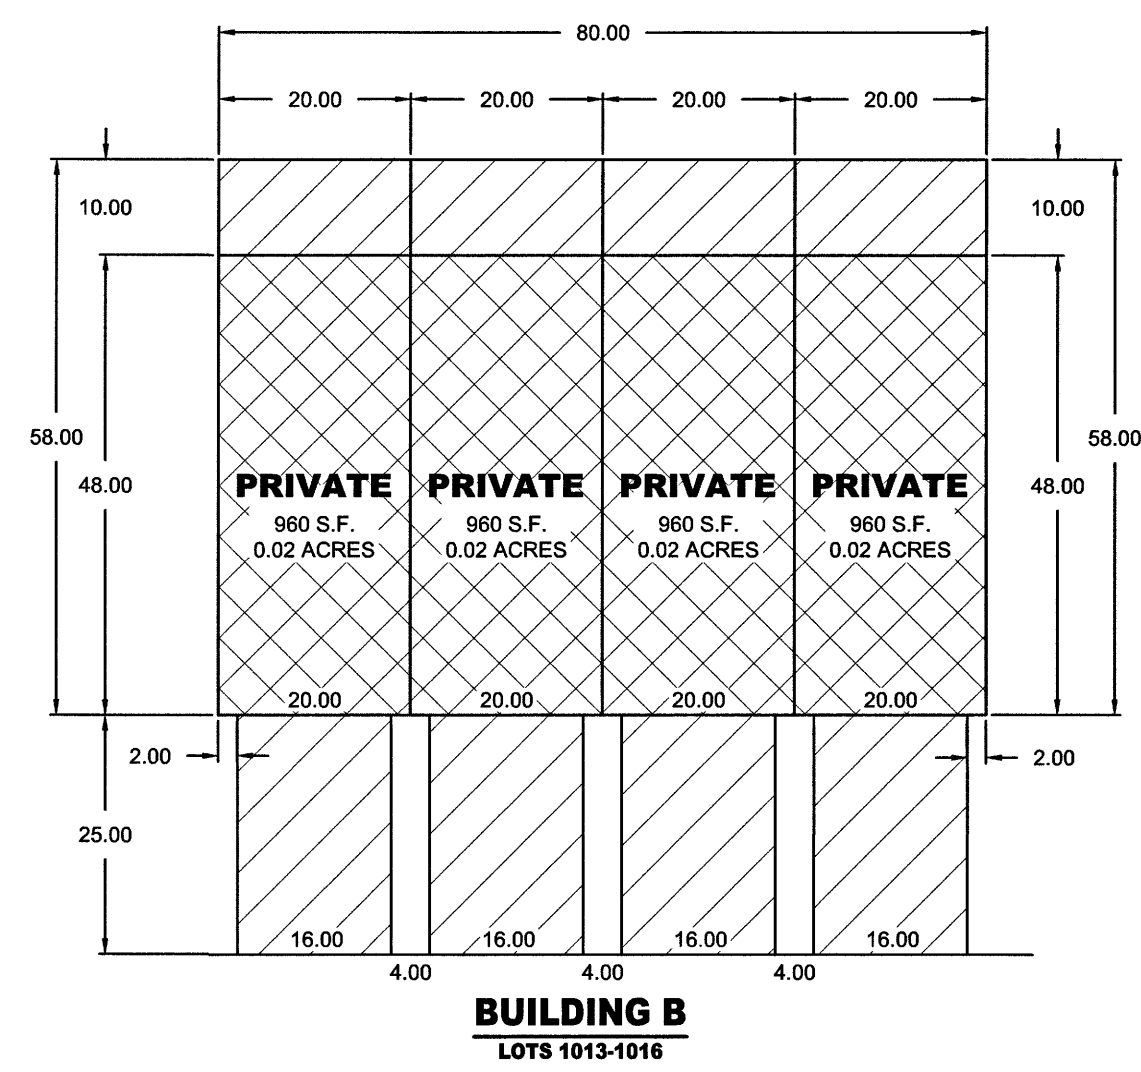 80.00
20.00 20.00 20.00 20.00
10.00 10.00
58.00 58.00
48.00 48.00
PRIVATE PRIVATE PRIVATE PRIVATE
960 S.F. 960 S.F. 960 S.F. 960 S.F.
0.02 ACRES 0.02 ACRES 0.02 ACRES 0.02 ACRES
20.00 20.00 20.00 20.00
2.00 2.00
25.00
16.00 16.00 16.00 16.00
4.00 4.00 4.00
BUILDING B
LOTS 1013-1016